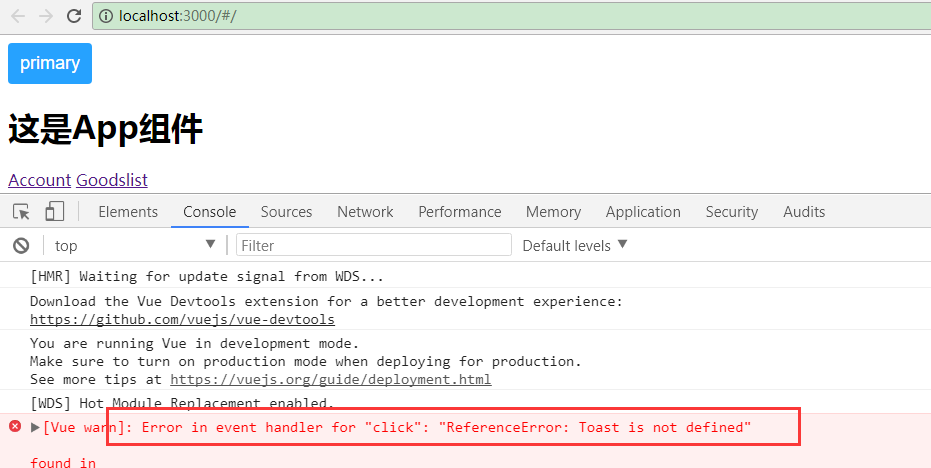 localhost:3000/#/
primary
这是App组件
Account Goodslist
Elements Console Sources Network Performance Memory Application Security Audits
top ▼ Filter Default levels ▼
[HMR] Waiting for update signal from WDS...
Download the Vue Devtools extension for a better development experience:
https://github.com/vuejs/vue-devtools
You are running Vue in development mode.
Make sure to turn on production mode when deploying for production.
See more tips at https://vuejs.org/guide/deployment.html
[WDS] Hot Module Replacement enabled.
▶[Vue warn]: Error in event handler for "click": "ReferenceError: Toast is not defined"
found in